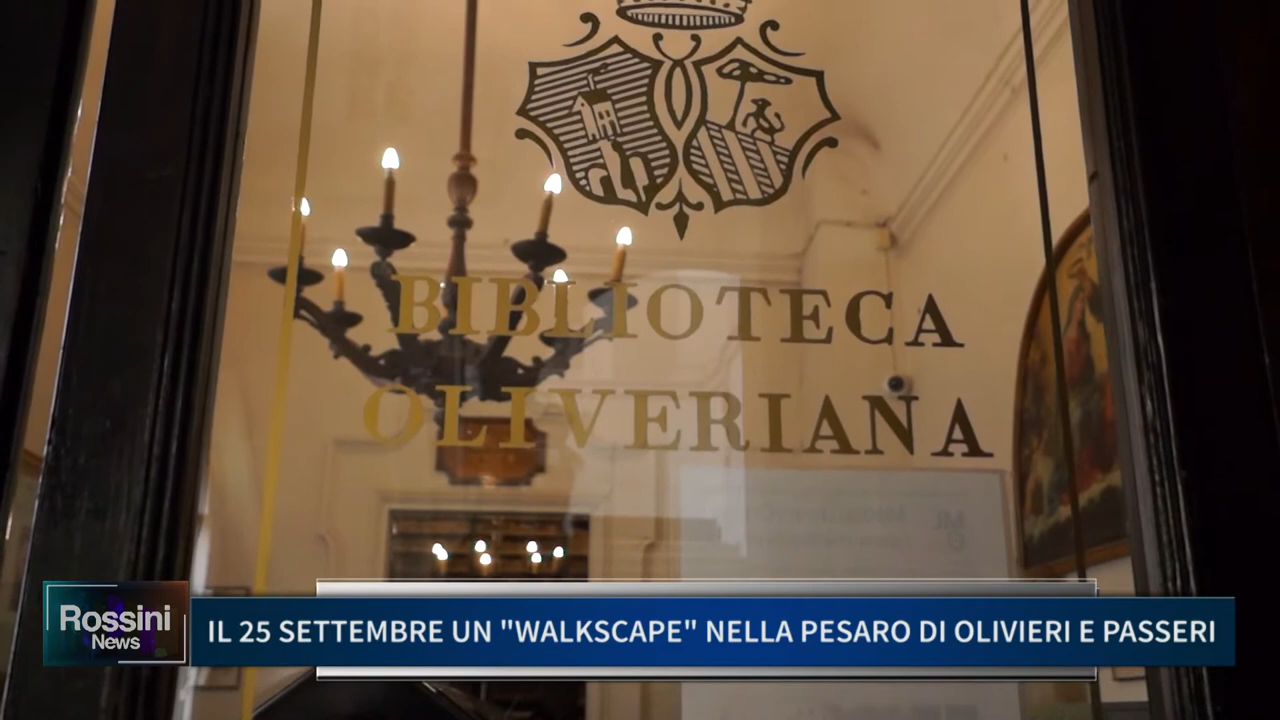 BIBLIOTECA
OLIVERIANA
Rossini
News
IL 25 SETTEMBRE UN "WALKSCAPE" NELLA PESARO DI OLIVIERI E PASSERI